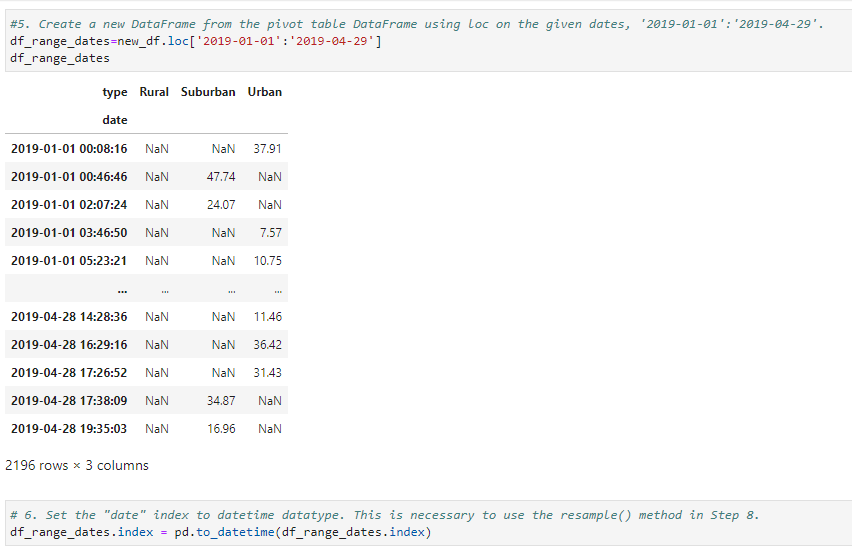 #5. Create a new DataFrame from the pivot table DataFrame using loc on the given dates, '2019-01-01':'2019-04-29'.
df_range_dates=new_df.loc['2019-01-01':'2019-04-29']
df_range_dates
type Rural Suburban Urban
date
2019-01-01 00:08:16 NaN NaN 37.91
2019-01-01 00:46:46 NaN 47.74 NaN
2019-01-01 02:07:24 NaN 24.07 NaN
2019-01-01 03:46:50 NaN NaN 7.57
2019-01-01 05:23:21 NaN NaN 10.75
... ... ... ...
2019-04-28 14:28:36 NaN NaN 11.46
2019-04-28 16:29:16 NaN NaN 36.42
2019-04-28 17:26:52 NaN NaN 31.43
2019-04-28 17:38:09 NaN 34.87 NaN
2019-04-28 19:35:03 NaN 16.96 NaN
2196 rows × 3 columns
# 6. Set the "date" index to datetime datatype. This is necessary to use the resample() method in Step 8.
df_range_dates.index = pd.to_datetime(df_range_dates.index)